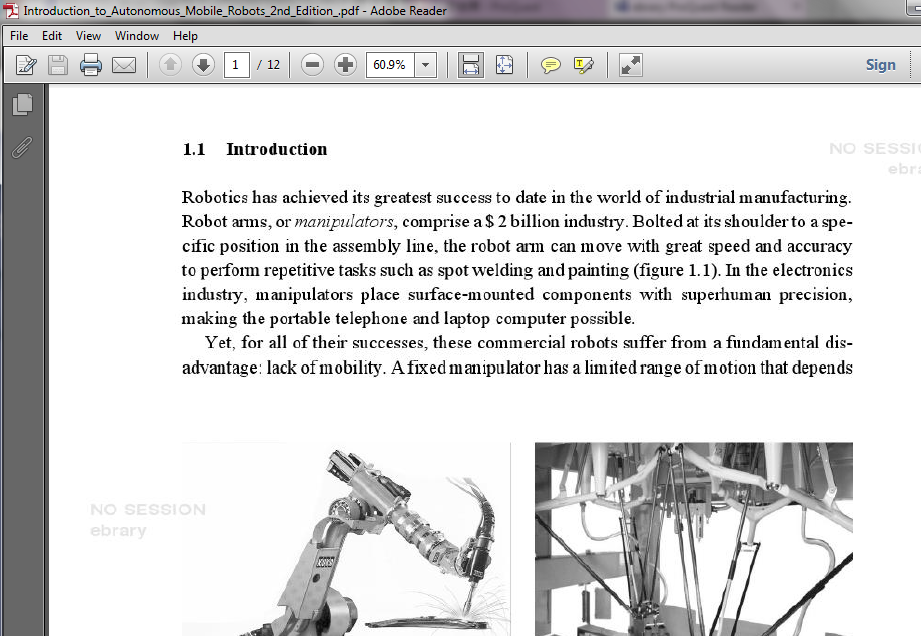 Introduction_to_Autonomous_Mobile_Robots_2nd_Edition_.pdf - Adobe Reader
File Edit View Window Help
1 / 12 60.9% Sign
1.1 Introduction
NO SESSI
ebra
Robotics has achieved its greatest success to date in the world of industrial manufacturing.
Robot arms, or manipulators, comprise a $ 2 billion industry. Bolted at its shoulder to a spe-
cific position in the assembly line, the robot arm can move with great speed and accuracy
to perform repetitive tasks such as spot welding and painting (figure 1.1). In the electronics
industry, manipulators place surface-mounted components with superhuman precision,
making the portable telephone and laptop computer possible.
Yet, for all of their successes, these commercial robots suffer from a fundamental dis-
advantage: lack of mobility. A fixed manipulator has a limited range of motion that depends
NO SESSION
ebrary